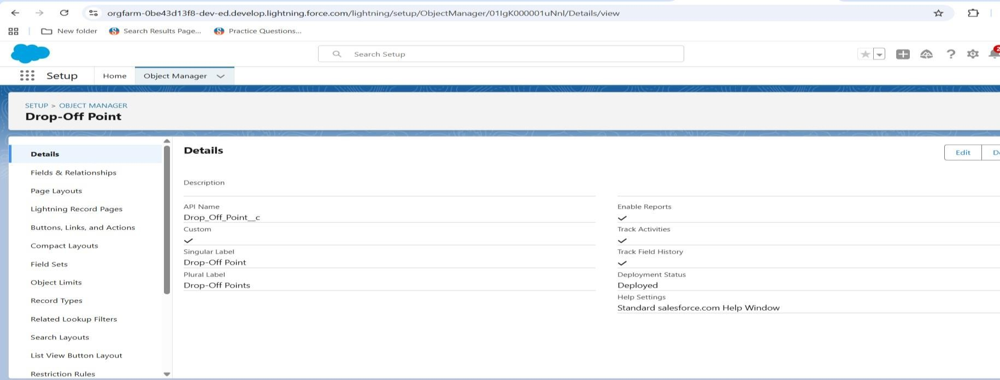 orgfarm-0be43d13f8-dev-ed.develop.lightning.force.com/lightning/setup/ObjectManager/01IgK000001uNnl/Details/view
New folder
Search Results Page...
Practice Questions...
Search Setup
2
Setup
Home
Object Manager
SETUP > OBJECT MANAGER
Drop-Off Point
Details
Fields & Relationships
Page Layouts
Lightning Record Pages
Buttons, Links, and Actions
Compact Layouts
Field Sets
Object Limits
Record Types
Related Lookup Filters
Search Layouts
List View Button Layout
Restriction Rules
Details
Edit
Description
API Name
Drop_Off_Point__c
Custom
Singular Label
Drop-Off Point
Plural Label
Drop-Off Points
Enable Reports
Track Activities
Track Field History
Deployment Status
Deployed
Help Settings
Standard salesforce.com Help Window